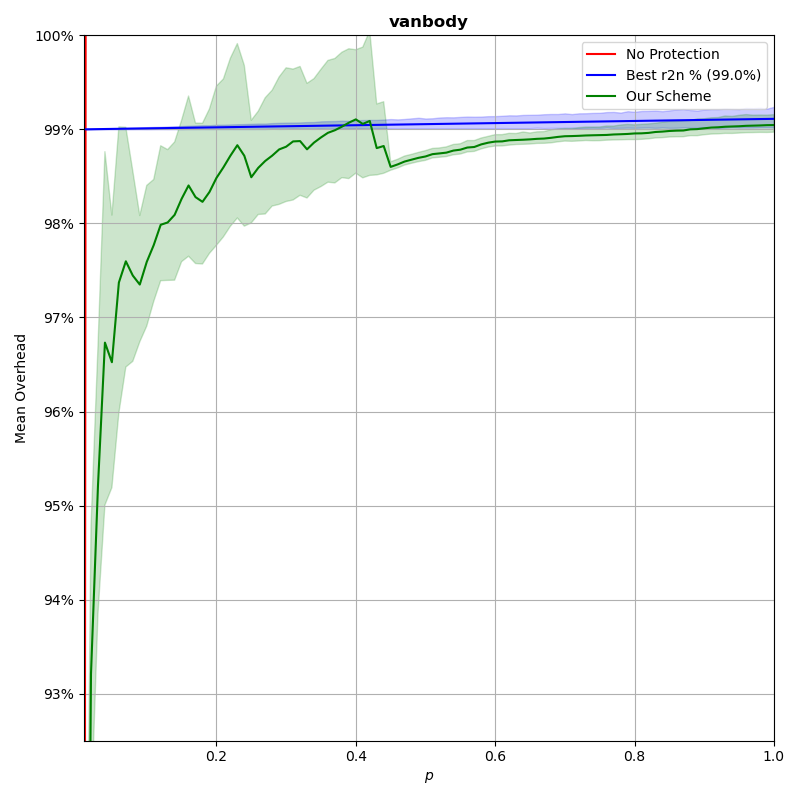 vanbody
100%
99%
98%
97%
96%
95%
94%
93%
Mean Overhead
0.2
0.4
0.6
0.8
1.0
p
No Protection
Best r2n % (99.0%)
Our Scheme